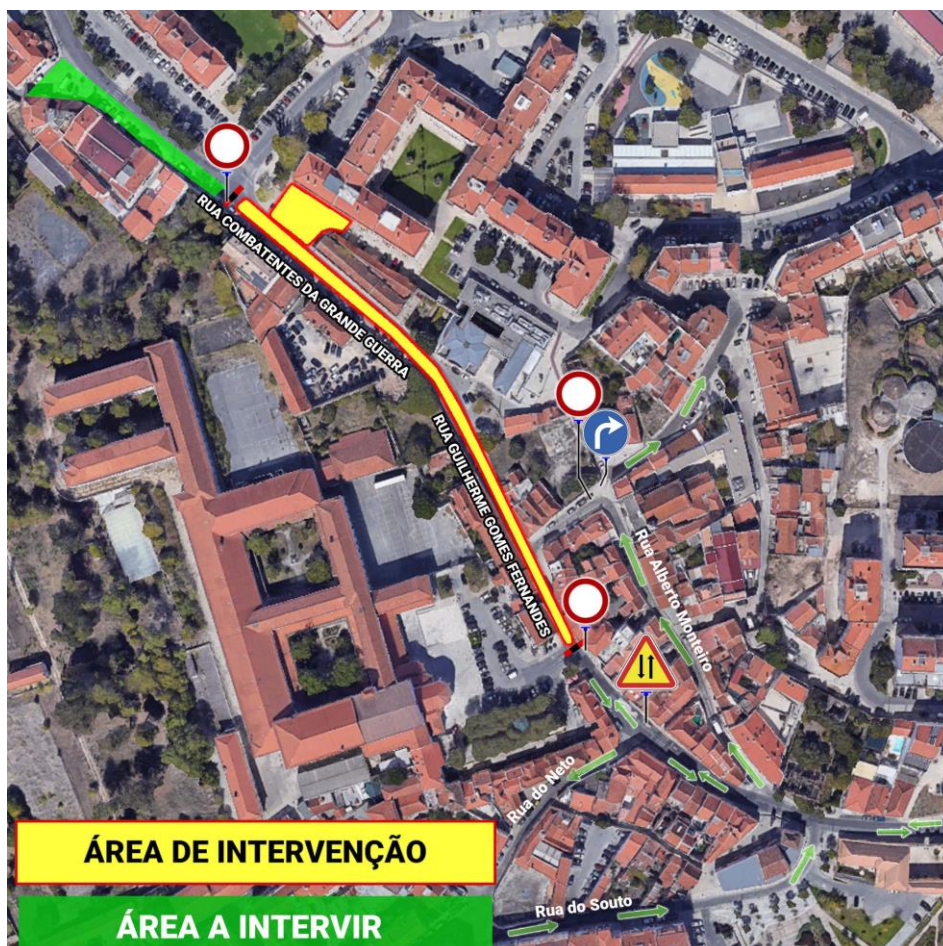 RUA COMBATENTES DA GRANDE GUERRA
RUA GUILHERME GOMES FERNANDES
Rua Alberto Monteiro
Rua do Neto
Rua do Souto
ÁREA DE INTERVENÇÃO
ÁREA A INTERVIR